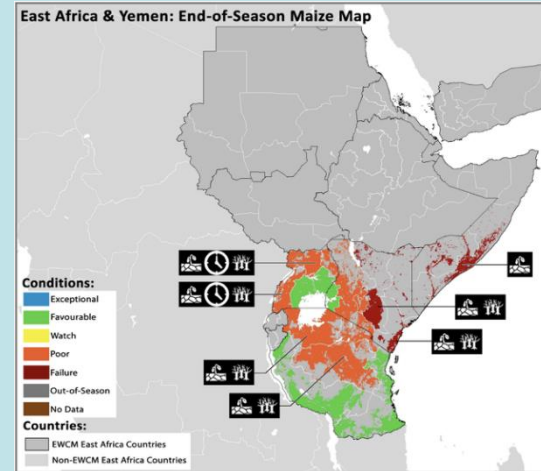 East Africa & Yemen: End-of-Season Maize Map
Conditions:
Exceptional
Favourable
Watch
Poor
Failure
Out-of-Season
No Data
Countries:
EWCM East Africa Countries
Non-EWCM East Africa Countries